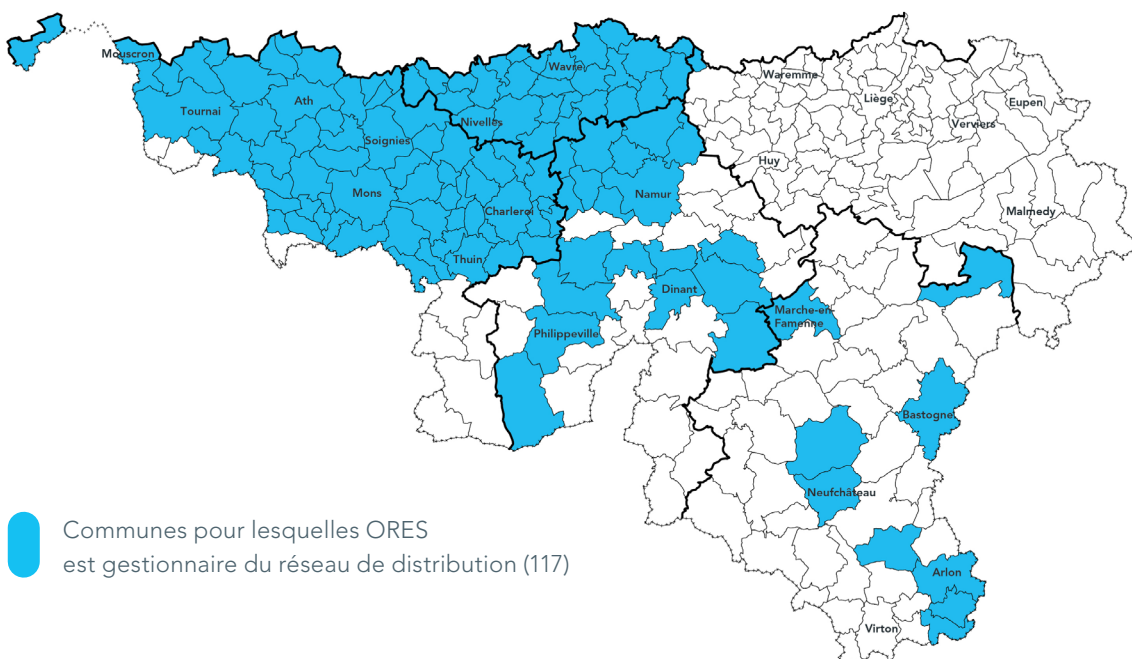 Mouscron
Wavre
Waremme
Ath
Liège
Eupen
Tournai
Nivelles
Verviers
Soignies
Huy
Mons
Namur
Charleroi
Malmedy
Thuin
Dinant
Marche-en-
Famenne
Philippeville
Bastogne
Neufchâteau
Communes pour lesquelles ORES
est gestionnaire du réseau de distribution (117)
Arlon
Virton